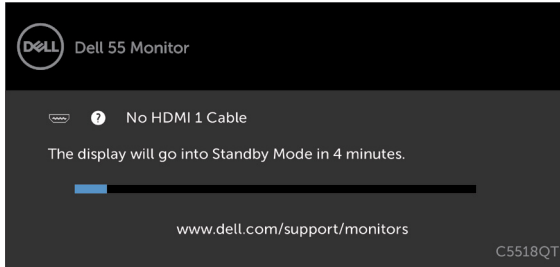 DELL Dell 55 Monitor
? No HDMI 1 Cable
The display will go into Standby Mode in 4 minutes.
www.dell.com/support/monitors
C5518QT